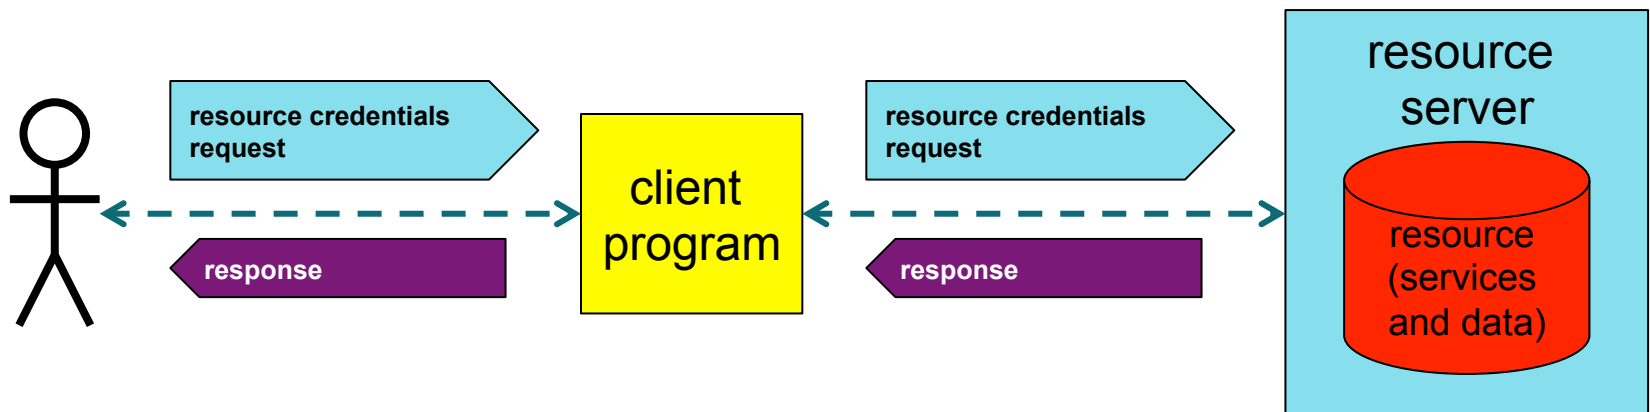 resource credentials
request
response
client
program
resource credentials
request
response
resource
server
resource
(services
and data)